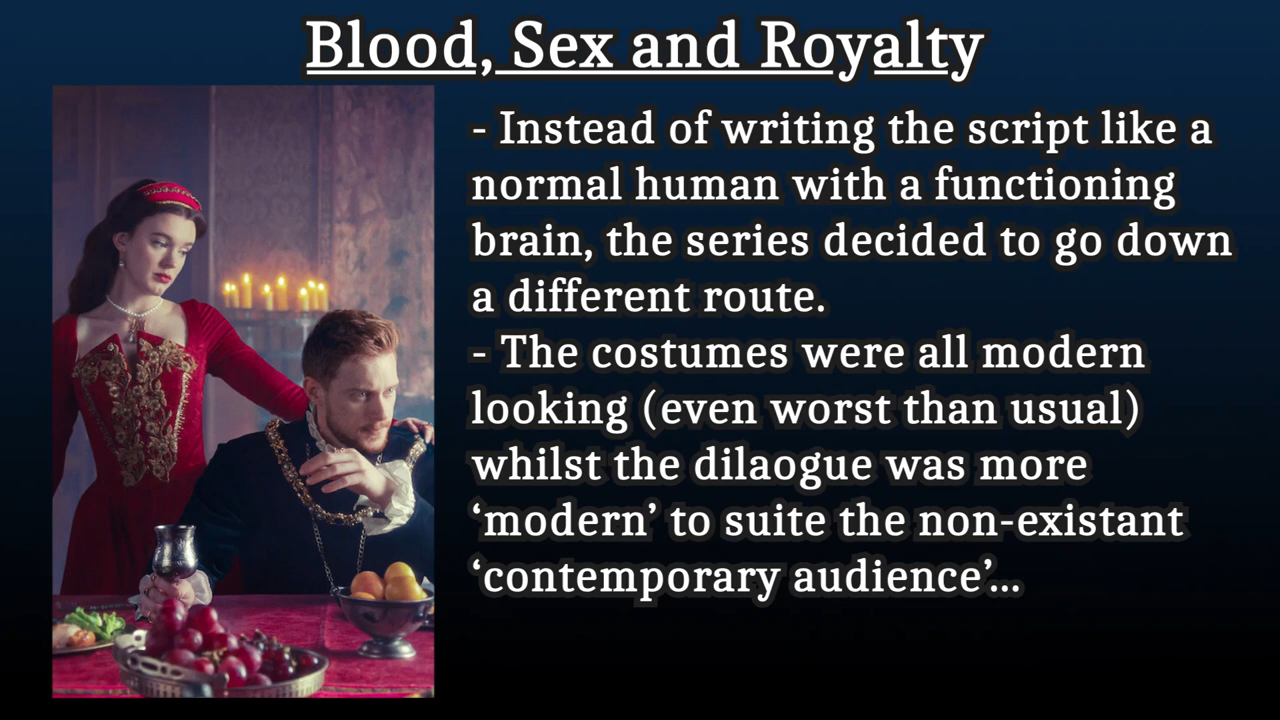 Blood, Sex and Royalty
- Instead of writing the script like a
normal human with a functioning
brain, the series decided to go down
a different route.
- The costumes were all modern
looking (even worst than usual)
whilst the dilaogue was more
‘modern’ to suite the non-existant
‘contemporary audience’...